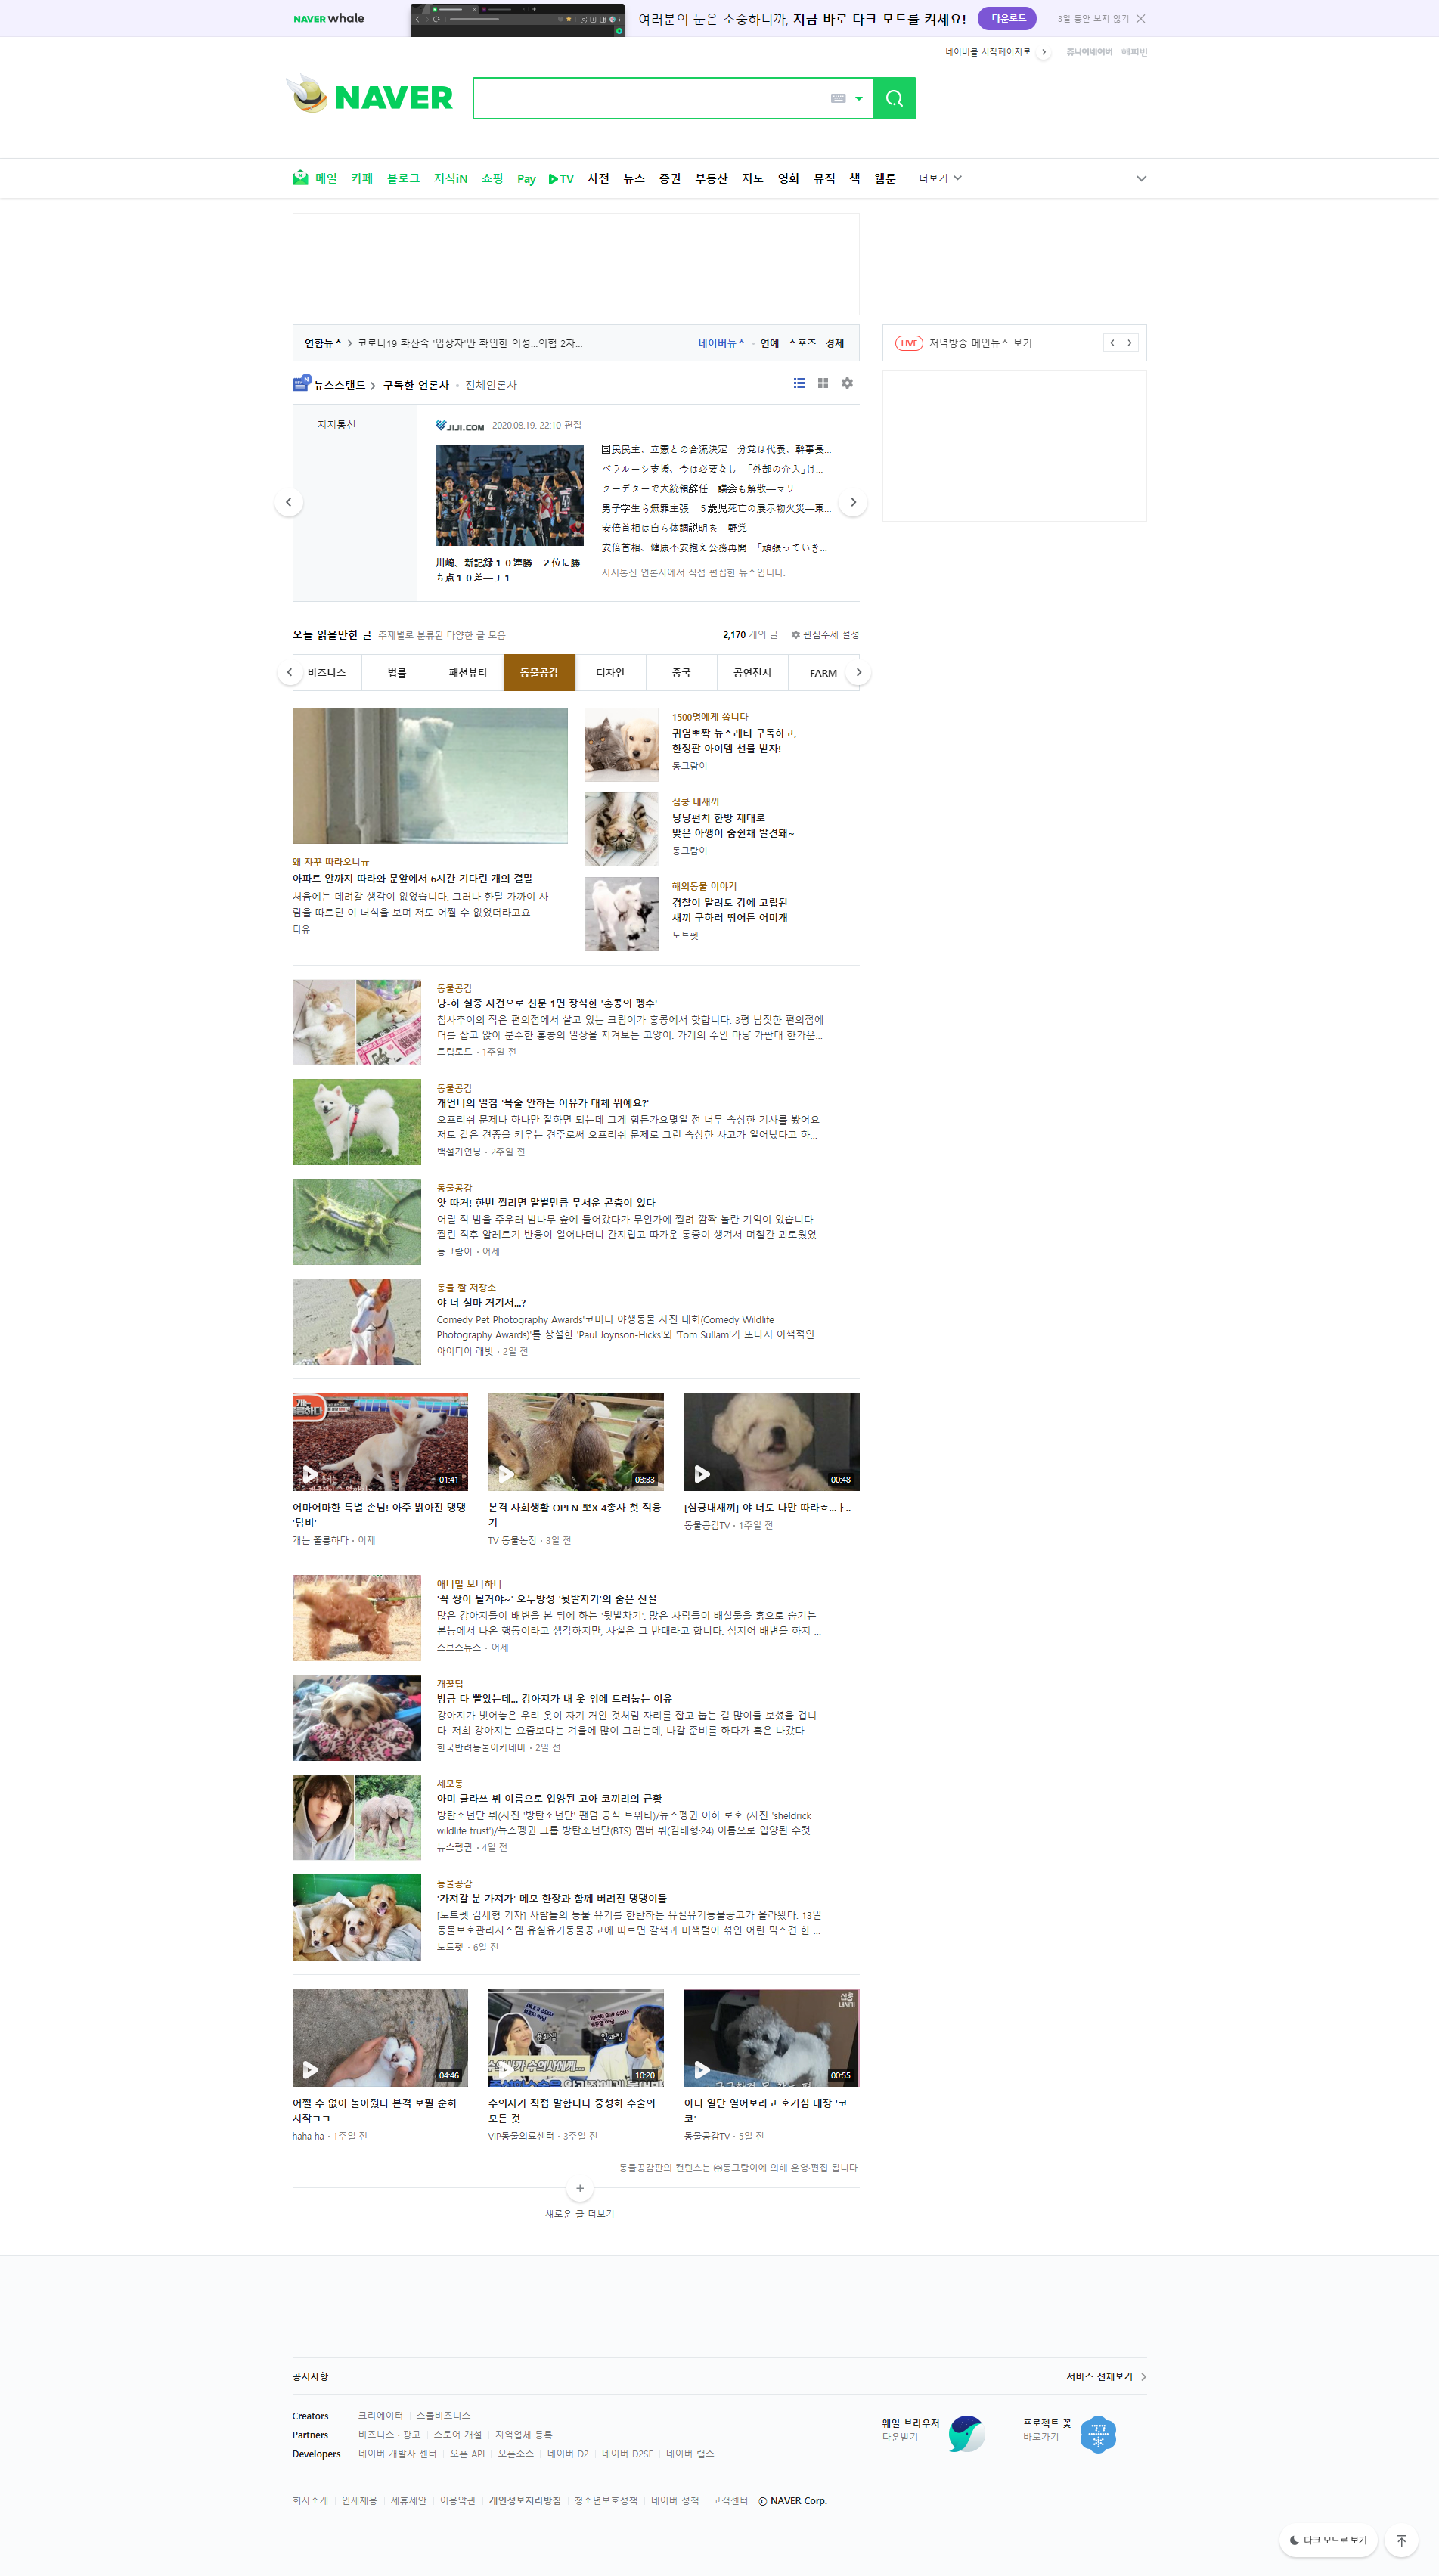 NAVER whale
여러분의 눈은 소중하니까, 지금 바로 다크 모드를 켜세요!
다운로드
3일 동안 보지 않기
네이버를 시작페이지로
쥬니어네이버 해피빈
NAVER
메일 카페 블로그 지식iN 쇼핑 Pay TV 사전 뉴스 증권 부동산 지도 영화 뮤직 책 웹툰 더보기
연합뉴스 코로나19 확산속 '입장차'만 확인한 의정...의협 2차...
네이버뉴스 연예 스포츠 경제
LIVE 저녁방송 메인뉴스 보기
뉴스스탠드 구독한 언론사 전체언론사
지지통신
JIJI.COM 2020.08.19. 22:10 편집
国民民主、立憲との合流決定 分党は代表、幹事長...
ベラルーシ支援、今は必要なし 「外部の介入」け...
クーデターで大統領辞任 議会も解散―マリ
男子学生ら無罪主張 ５歳児死亡の展示物火災―東...
安倍首相は自ら体調説明を 野党
安倍首相、健康不安抱え公務再開 「頑張っていき...
川崎、新記録１０連勝 ２位に勝
ち点１０差―Ｊ１
지지통신 언론사에서 직접 편집한 뉴스입니다.
오늘 읽을만한 글 주제별로 분류된 다양한 글 모음
2,170 개의 글 관심주제 설정
비즈니스 법률 패션뷰티 동물공감 디자인 중국 공연전시 FARM
왜 자꾸 따라오니ㅠ
아파트 안까지 따라와 문앞에서 6시간 기다린 개의 결말
처음에는 데려갈 생각이 없었습니다. 그러나 한달 가까이 사
람을 따르던 이 녀석을 보며 저도 어쩔 수 없었더라고요...
티유
1500명에게 쏩니다
귀염뽀짝 뉴스레터 구독하고,
한정판 아이템 선물 받자!
동그람이
심쿵 내새끼
냥냥펀치 한방 제대로
맞은 아깽이 숨쉰채 발견돼~
동그람이
해외동물 이야기
경찰이 말려도 강에 고립된
새끼 구하러 뛰어든 어미개
노트펫
동물공감
냥-하 실종 사건으로 신문 1면 장식한 '홍콩의 펭수'
침사추이의 작은 편의점에서 살고 있는 크림이가 홍콩에서 핫합니다. 3평 남짓한 편의점에
터를 잡고 앉아 분주한 홍콩의 일상을 지켜보는 고양이. 가게의 주인 마냥 가판대 한가운...
트립로드 · 1주일 전
동물공감
개언니의 일침 '목줄 안하는 이유가 대체 뭐예요?'
오프리쉬 문제나 하나만 잘하면 되는데 그게 힘든가요몇일 전 너무 속상한 기사를 봤어요
저도 같은 견종을 키우는 견주로써 오프리쉬 문제로 그런 속상한 사고가 일어났다고 하...
백설기언닝 · 2주일 전
동물공감
앗 따거! 한번 찔리면 말벌만큼 무서운 곤충이 있다
어릴 적 밤을 주우러 밤나무 숲에 들어갔다가 무언가에 찔려 깜짝 놀란 기억이 있습니다.
찔린 직후 알레르기 반응이 일어나더니 간지럽고 따가운 통증이 생겨서 며칠간 괴로웠었...
동그람이 · 어제
동물 짤 저장소
야 너 설마 거기서...?
Comedy Pet Photography Awards'코미디 야생동물 사진 대회(Comedy Wildlife
Photography Awards)'를 창설한 'Paul Joynson-Hicks'와 'Tom Sullam'가 또다시 이색적인...
아이디어 래빗 · 2일 전
01:41
03:33
00:48
어마어마한 특별 손님! 아주 밝아진 댕댕
'담비'
개는 훌륭하다 · 어제
본격 사회생활 OPEN 뽀X 4총사 첫 적응
기
TV 동물농장 · 3일 전
[심쿵내새끼] 야 너도 나만 따라ㅎ...ㅏ..
동물공감TV · 1주일 전
애니멀 보니하니
'꼭 짱이 될거야~' 오두방정 '뒷발차기'의 숨은 진실
많은 강아지들이 배변을 본 뒤에 하는 '뒷발차기'. 많은 사람들이 배설물을 흙으로 숨기는
본능에서 나온 행동이라고 생각하지만, 사실은 그 반대라고 합니다. 심지어 배변을 하지 ...
스브스뉴스 · 어제
개꿀팁
방금 다 빨았는데... 강아지가 내 옷 위에 드러눕는 이유
강아지가 벗어놓은 우리 옷이 자기 거인 것처럼 자리를 잡고 눕는 걸 많이들 보셨을 겁니
다. 저희 강아지는 요즘보다는 겨울에 많이 그러는데, 나갈 준비를 하다가 혹은 나갔다 ...
한국반려동물아카데미 · 2일 전
세모동
아미 클라쓰 뷔 이름으로 입양된 고아 코끼리의 근황
방탄소년단 뷔(사진 '방탄소년단' 팬덤 공식 트위터)/뉴스펭귄 이하 로호 (사진 'sheldrick
wildlife trust')/뉴스펭귄 그룹 방탄소년단(BTS) 멤버 뷔(김태형·24) 이름으로 입양된 수컷 ...
뉴스펭귄 · 4일 전
동물공감
'가져갈 분 가져가' 메모 한장과 함께 버려진 댕댕이들
[노트펫 김세형 기자] 사람들의 동물 유기를 한탄하는 유실유기동물공고가 올라왔다. 13일
동물보호관리시스템 유실유기동물공고에 따르면 갈색과 미색털이 섞인 어린 믹스견 한 ...
노트펫 · 6일 전
04:46
10:20
00:55
어쩔 수 없이 놀아줬다 본격 보필 순회
시작ㅋㅋ
haha ha · 1주일 전
수의사가 직접 말합니다 중성화 수술의
모든 것
VIP동물의료센터 · 3주일 전
아니 일단 열어보라고 호기심 대장 '코
코'
동물공감TV · 5일 전
동물공감판의 컨텐츠는 ㈜동그람이에 의해 운영·편집 됩니다.
새로운 글 더보기
공지사항
서비스 전체보기
Creators 크리에이터 스몰비즈니스
Partners 비즈니스 · 광고 스토어 개설 지역업체 등록
Developers 네이버 개발자 센터 오픈 API 오픈소스 네이버 D2 네이버 D2SF 네이버 랩스
웨일 브라우저
다운받기
프로젝트 꽃
바로가기
회사소개 인재채용 제휴제안 이용약관 개인정보처리방침 청소년보호정책 네이버 정책 고객센터 ⓒ NAVER Corp.
다크 모드로 보기